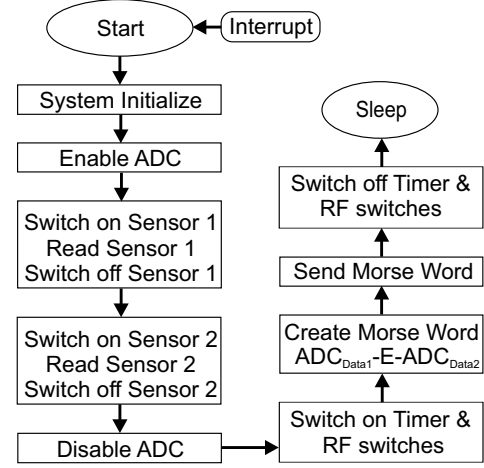 Start
Interrupt
System Initialize
Enable ADC
Switch on Sensor 1
Read Sensor 1
Switch off Sensor 1
Switch on Sensor 2
Read Sensor 2
Switch off Sensor 2
Disable ADC
Switch on Timer &
RF switches
Create Morse Word
ADCData1-E-ADCData2
Send Morse Word
Switch off Timer &
RF switches
Sleep